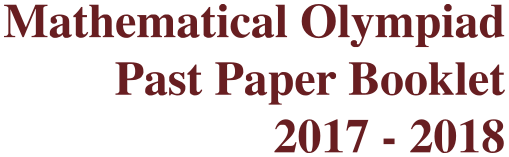 Mathematical Olympiad
Past Paper Booklet
2017 - 2018